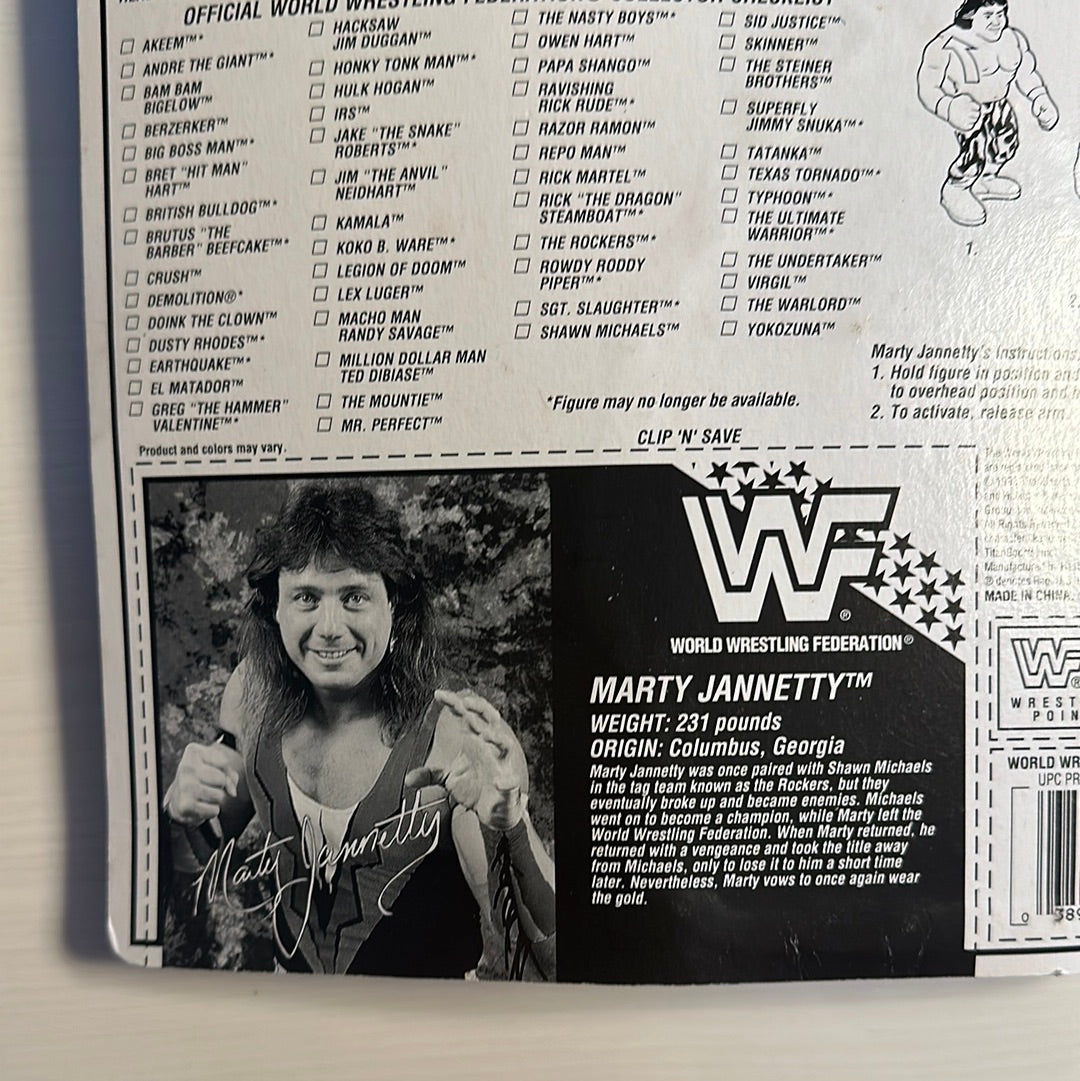 OFFICIAL WORLD WRESTLING FEDERATION® COLLECTOR CHECKLIST
AKEEM™*
ANDRE THE GIANT™*
BAM BAM
BIGELOW™
BERZERKER™
BIG BOSS MAN™*
BRET "HIT MAN"
HART™
BRITISH BULLDOG™*
BRUTUS "THE
BARBER" BEEFCAKE™*
CRUSH™
DEMOLITION®*
DOINK THE CLOWN™
DUSTY RHODES™*
EARTHQUAKE™*
EL MATADOR™
GREG "THE HAMMER"
VALENTINE™*
HACKSAW
JIM DUGGAN™
HONKY TONK MAN™*
HULK HOGAN™
IRS™
JAKE "THE SNAKE"
ROBERTS™*
JIM "THE ANVIL"
NEIDHART™
KAMALA™
KOKO B. WARE™*
LEGION OF DOOM™
LEX LUGER™
MACHO MAN
RANDY SAVAGE™
MILLION DOLLAR MAN
TED DIBIASE™
THE MOUNTIE™
MR. PERFECT™
THE NASTY BOYS™*
OWEN HART™
PAPA SHANGO™
RAVISHING
RICK RUDE™*
RAZOR RAMON™
REPO MAN™
RICK MARTEL™
RICK "THE DRAGON"
STEAMBOAT™*
THE ROCKERS™*
ROWDY RODDY
PIPER™*
SGT. SLAUGHTER™*
SHAWN MICHAELS™
SID JUSTICE™
SKINNER™
THE STEINER
BROTHERS™
SUPERFLY
JIMMY SNUKA™*
TATANKA™
TEXAS TORNADO™*
TYPHOON™*
THE ULTIMATE
WARRIOR™*
THE UNDERTAKER™
VIRGIL™
THE WARLORD™
YOKOZUNA™
*Figure may no longer be available.
Product and colors may vary.
CLIP 'N' SAVE
1.
Marty Jannetty's Instructions
1. Hold figure in position and
to overhead position and
2. To activate, release arm.
Marty Jannetty
WF
®
WORLD WRESTLING FEDERATION®
MARTY JANNETTY™
WEIGHT: 231 pounds
ORIGIN: Columbus, Georgia
Marty Jannetty was once paired with Shawn Michaels
in the tag team known as the Rockers, but they
eventually broke up and became enemies. Michaels
went on to become a champion, while Marty left the
World Wrestling Federation. When Marty returned, he
returned with a vengeance and took the title away
from Michaels, only to lose it to him a short time
later. Nevertheless, Marty vows to once again wear
the gold.
MADE IN CHINA.
WF
WREST
POIN
WORLD WR
UPC PR
0 389